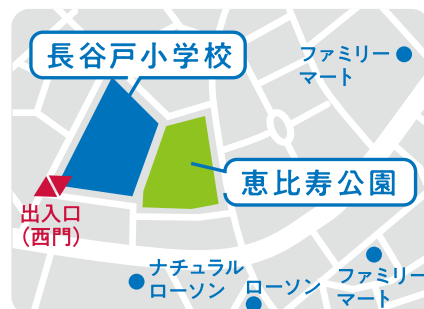 長谷戸小学校
ファミリー
マート
恵比寿公園
出入口
(西門)
ナチュラル
ローソン
ローソン
ファミリー
マート